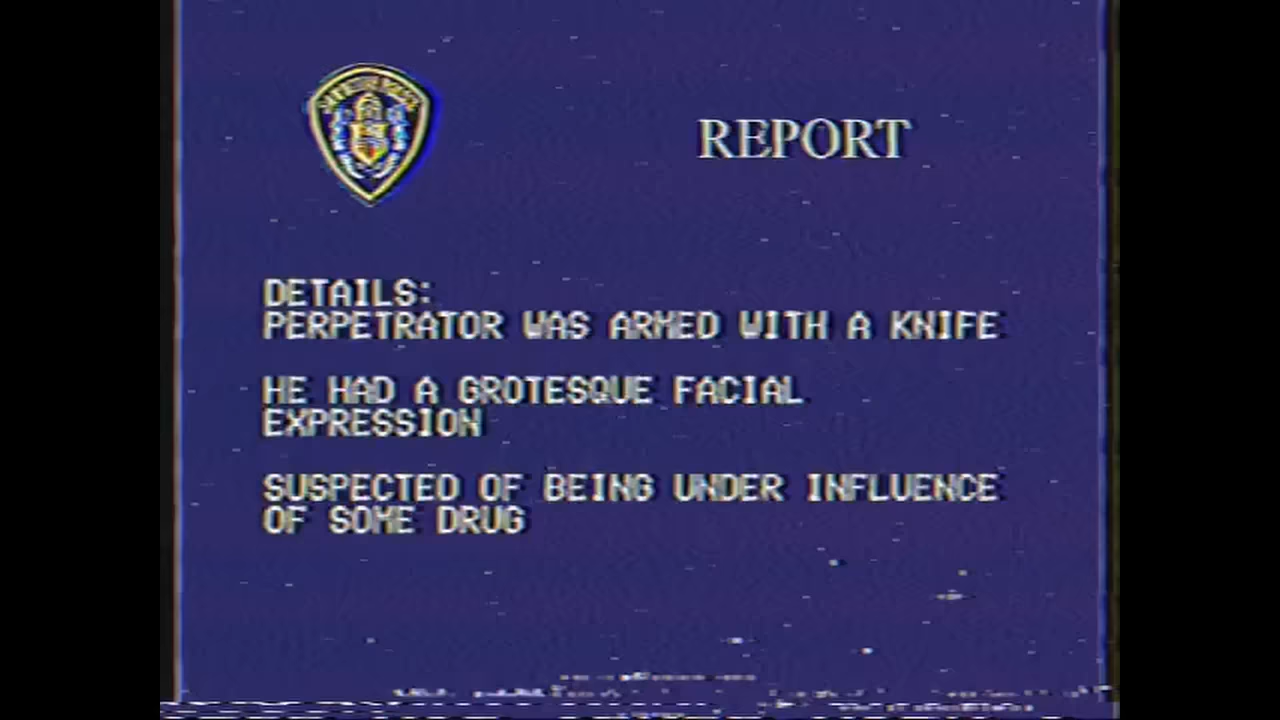 REPORT
DETAILS:
PERPETRATOR WAS ARMED WITH A KNIFE
HE HAD A GROTESQUE FACIAL
EXPRESSION
SUSPECTED OF BEING UNDER INFLUENCE
OF SOME DRUG